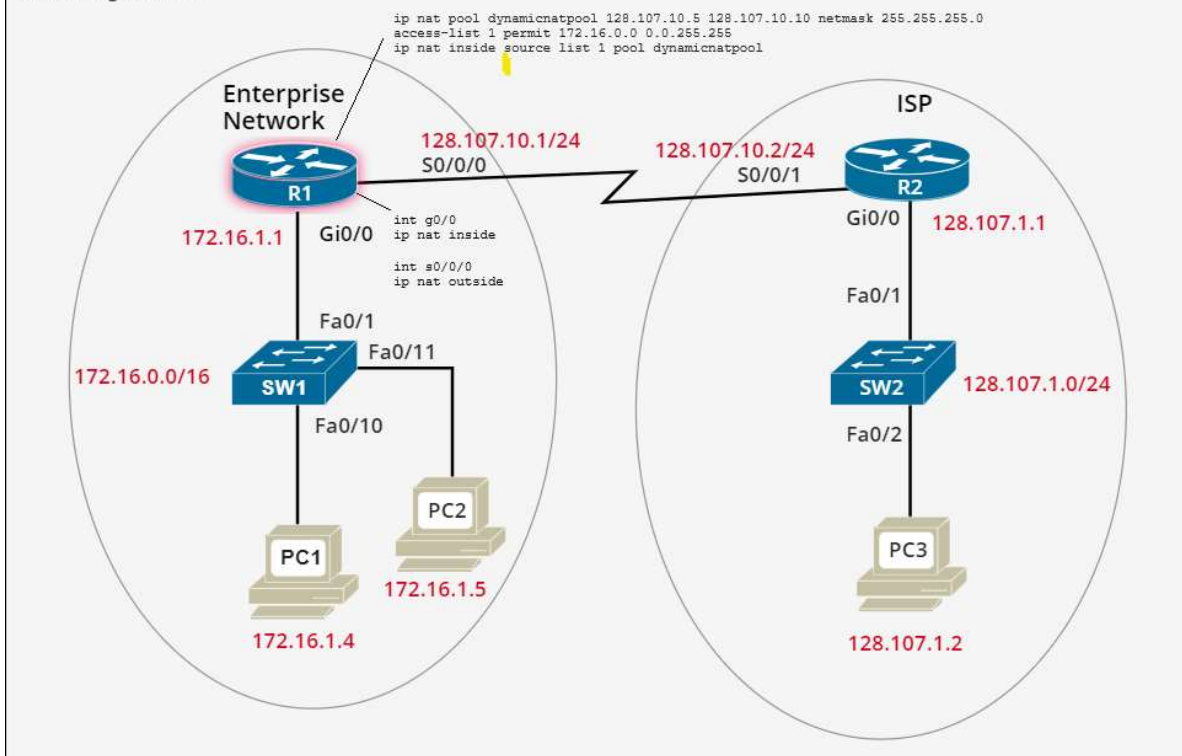 ip nat pool dynamicnatpool 128.107.10.5 128.107.10.10 netmask 255.255.255.0
access-list 1 permit 172.16.0.0 0.0.255.255
ip nat inside source list 1 pool dynamicnatpool
Enterprise
Network
ISP
128.107.10.1/24
S0/0/0
128.107.10.2/24
S0/0/1
R1
R2
172.16.1.1
Gi0/0
int g0/0
ip nat inside
int s0/0/0
ip nat outside
Gi0/0
128.107.1.1
Fa0/1
Fa0/1
Fa0/11
172.16.0.0/16
SW1
SW2
128.107.1.0/24
Fa0/10
Fa0/2
PC2
PC1
PC3
172.16.1.5
172.16.1.4
128.107.1.2